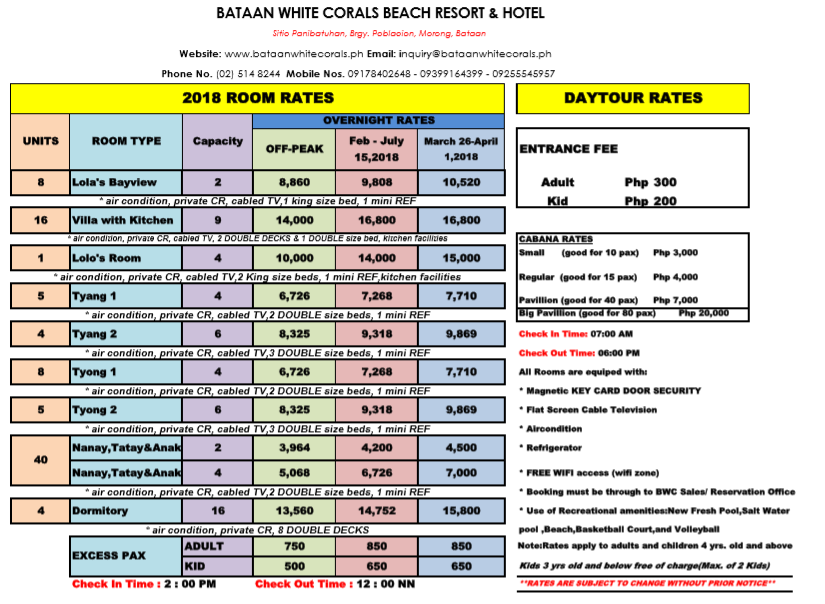 BATAAN WHITE CORALS BEACH RESORT & HOTEL
Sitio Panibatuhan, Brgy. Poblacion, Morong, Bataan
Website: www.bataanwhitecorals.ph Email: inquiry@bataanwhitecorals.ph
Phone No. (02) 514 8244 Mobile Nos. 09178402648 - 09399164399 - 09255545957
2018 ROOM RATES
UNITS ROOM TYPE Capacity OVERNIGHT RATES
OFF-PEAK Feb - July 15,2018 March 26-April 1,2018
8 Lola's Bayview 2 8,860 9,808 10,520
* air condition, private CR, cabled TV,1 king size bed, 1 mini REF
16 Villa with Kitchen 9 14,000 16,800 16,800
* air condition, private CR, cabled TV, 2 DOUBLE DECKS & 1 DOUBLE size bed, kitchen facilities
1 Lolo's Room 4 10,000 14,000 15,000
* air condition, private CR, cabled TV,2 King size beds, 1 mini REF,kitchen facilities
5 Tyang 1 4 6,726 7,268 7,710
* air condition, private CR, cabled TV,2 DOUBLE size beds, 1 mini REF
4 Tyang 2 6 8,325 9,318 9,869
* air condition, private CR, cabled TV,3 DOUBLE size beds, 1 mini REF
8 Tyong 1 4 6,726 7,268 7,710
* air condition, private CR, cabled TV,2 DOUBLE size beds, 1 mini REF
5 Tyong 2 6 8,325 9,318 9,869
* air condition, private CR, cabled TV,3 DOUBLE size beds, 1 mini REF
40 Nanay,Tatay&Anak 2 3,964 4,200 4,500
Nanay,Tatay&Anak 4 5,068 6,726 7,000
* air condition, private CR, cabled TV,2 DOUBLE size beds, 1 mini REF
4 Dormitory 16 13,560 14,752 15,800
* air condition, private CR, 8 DOUBLE DECKS
EXCESS PAX ADULT 750 850 850
KID 500 650 650
Check In Time : 2 : 00 PM Check Out Time : 12 : 00 NN
DAYTOUR RATES
ENTRANCE FEE
Adult Php 300
Kid Php 200
CABANA RATES
Small (good for 10 pax) Php 3,000
Regular (good for 15 pax) Php 4,000
Pavillion (good for 40 pax) Php 7,000
Big Pavillion (good for 80 pax) Php 20,000
Check In Time: 07:00 AM
Check Out Time: 06:00 PM
All Rooms are equiped with:
* Magnetic KEY CARD DOOR SECURITY
* Flat Screen Cable Television
* Aircondition
* Refrigerator
* FREE WIFI access (wifi zone)
* Booking must be through to BWC Sales/ Reservation Office
* Use of Recreational amenities:New Fresh Pool,Salt Water
pool ,Beach,Basketball Court,and Volleyball
Note:Rates apply to adults and children 4 yrs. old and above
Kids 3 yrs old and below free of charge(Max. of 2 Kids)
**RATES ARE SUBJECT TO CHANGE WITHOUT PRIOR NOTICE**